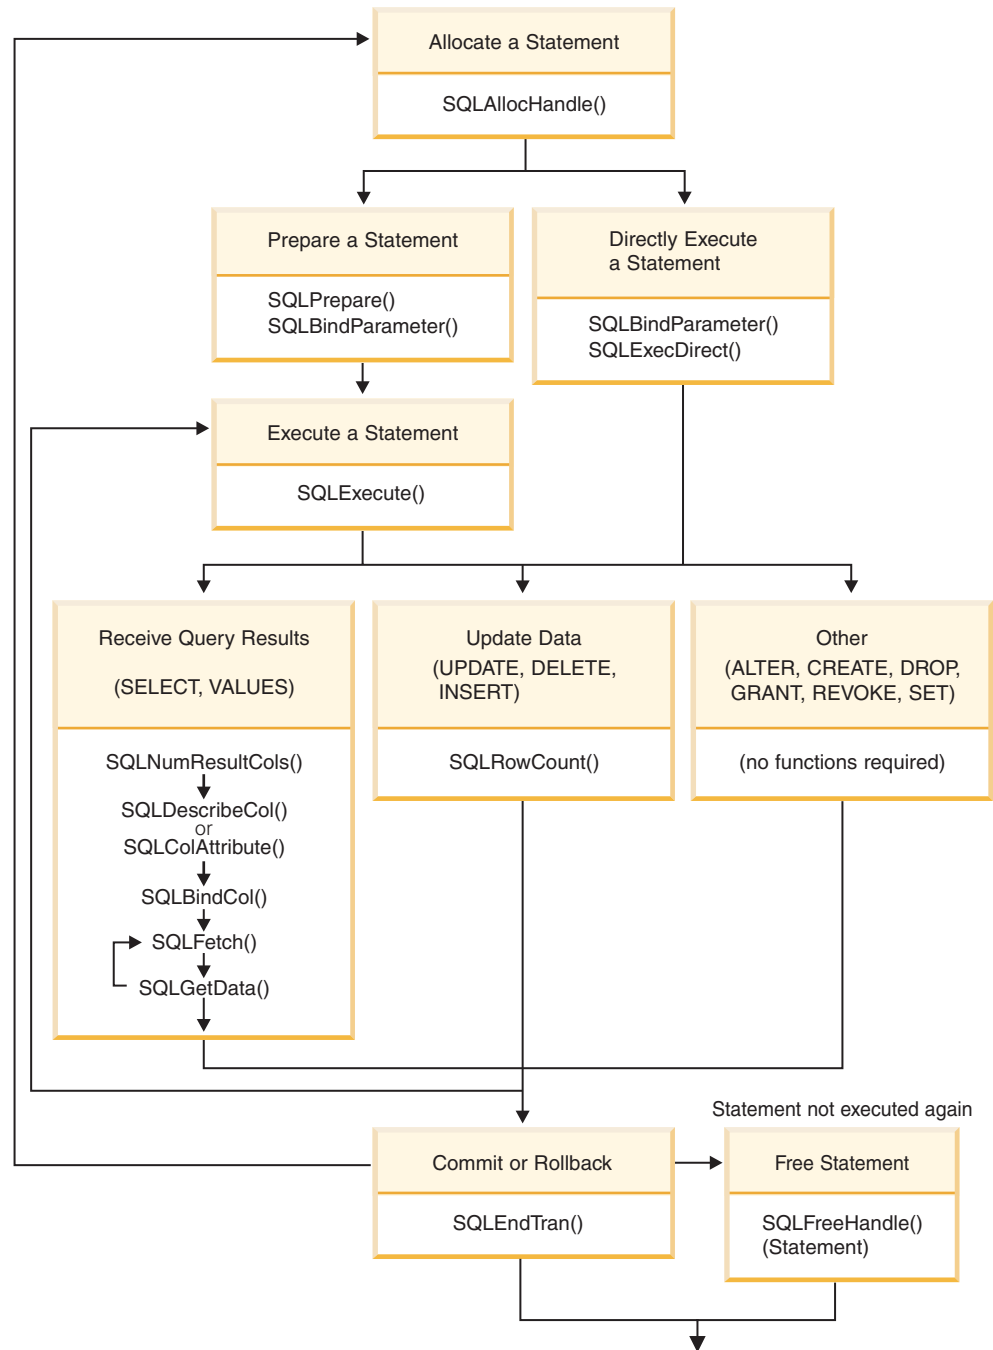 Allocate a Statement
SQLAllocHandle()
Prepare a Statement
SQLPrepare()
SQLBindParameter()
Directly Execute
a Statement
SQLBindParameter()
SQLExecDirect()
Execute a Statement
SQLExecute()
Receive Query Results
(SELECT, VALUES)
SQLNumResultCols()
SQLDescribeCol()
or
SQLColAttribute()
SQLBindCol()
SQLFetch()
SQLGetData()
Update Data
(UPDATE, DELETE,
INSERT)
SQLRowCount()
Other
(ALTER, CREATE, DROP,
GRANT, REVOKE, SET)
(no functions required)
Commit or Rollback
SQLEndTran()
Statement not executed again
Free Statement
SQLFreeHandle()
(Statement)